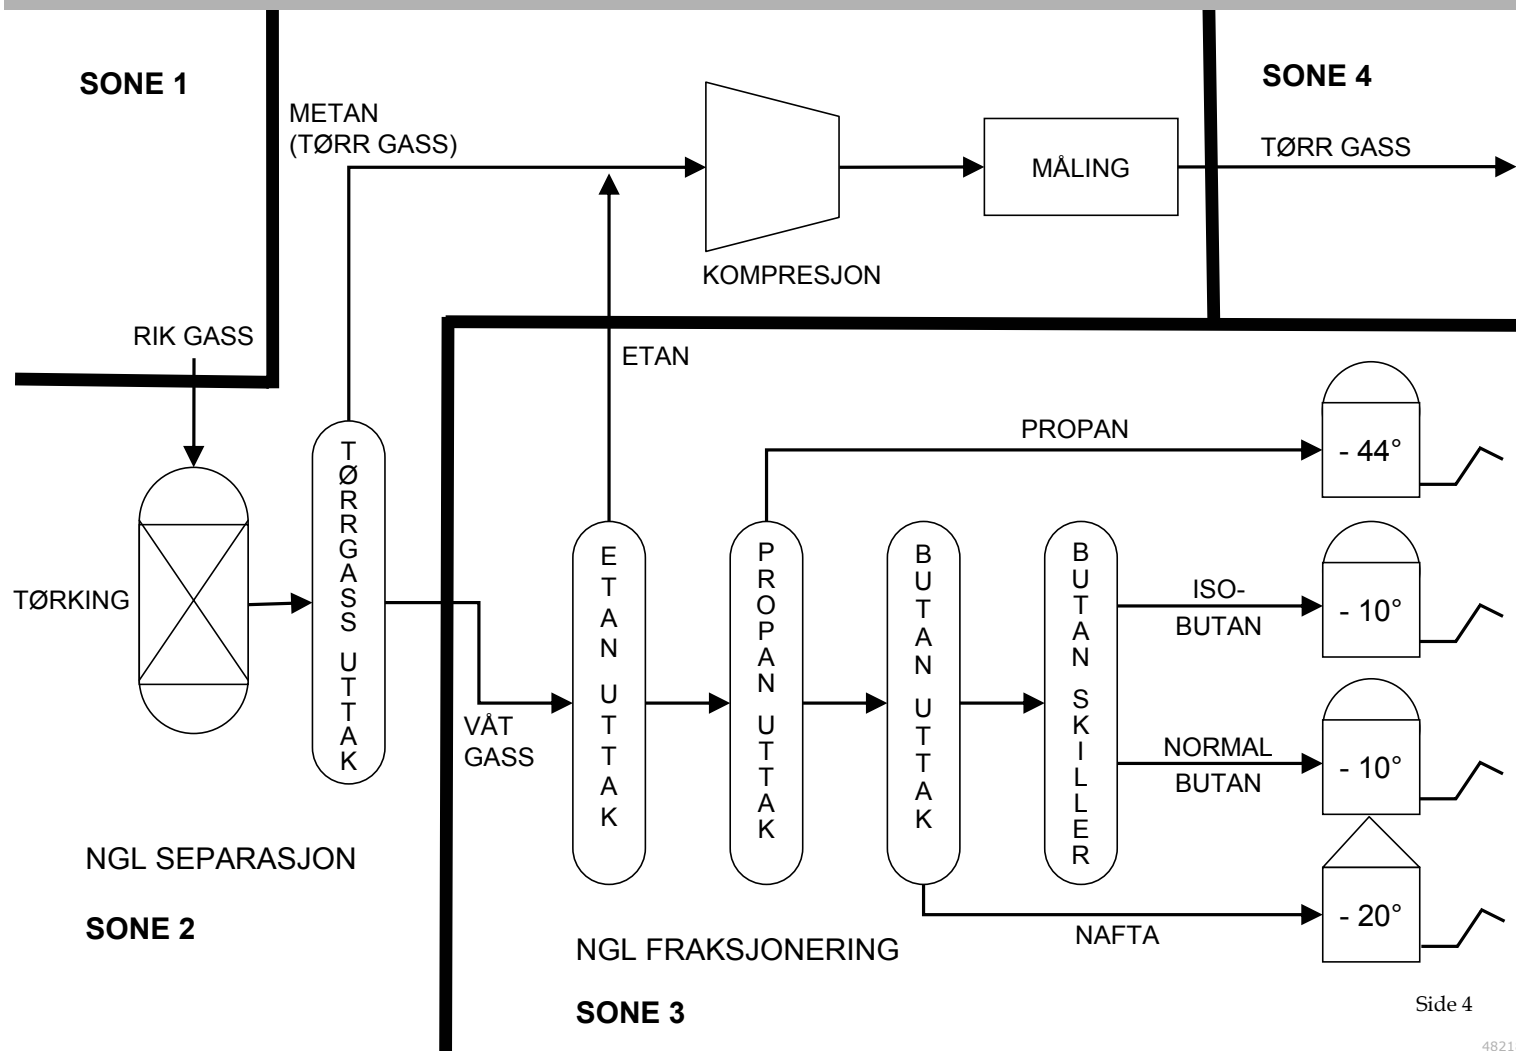 SONE 1
SONE 4
METAN
(TØRR GASS)
TØRR GASS
MÅLING
KOMPRESJON
RIK GASS
ETAN
PROPAN
- 44°
TØRKING
TØRRGASS UTTAK
ETAN UTTAK
PROPAN UTTAK
BUTAN UTTAK
BUTAN SKILLER
ISO-
BUTAN
- 10°
VÅT
GASS
NORMAL
BUTAN
- 10°
NGL SEPARASJON
SONE 2
- 20°
NAFTA
NGL FRAKSJONERING
SONE 3
Side 4
4821